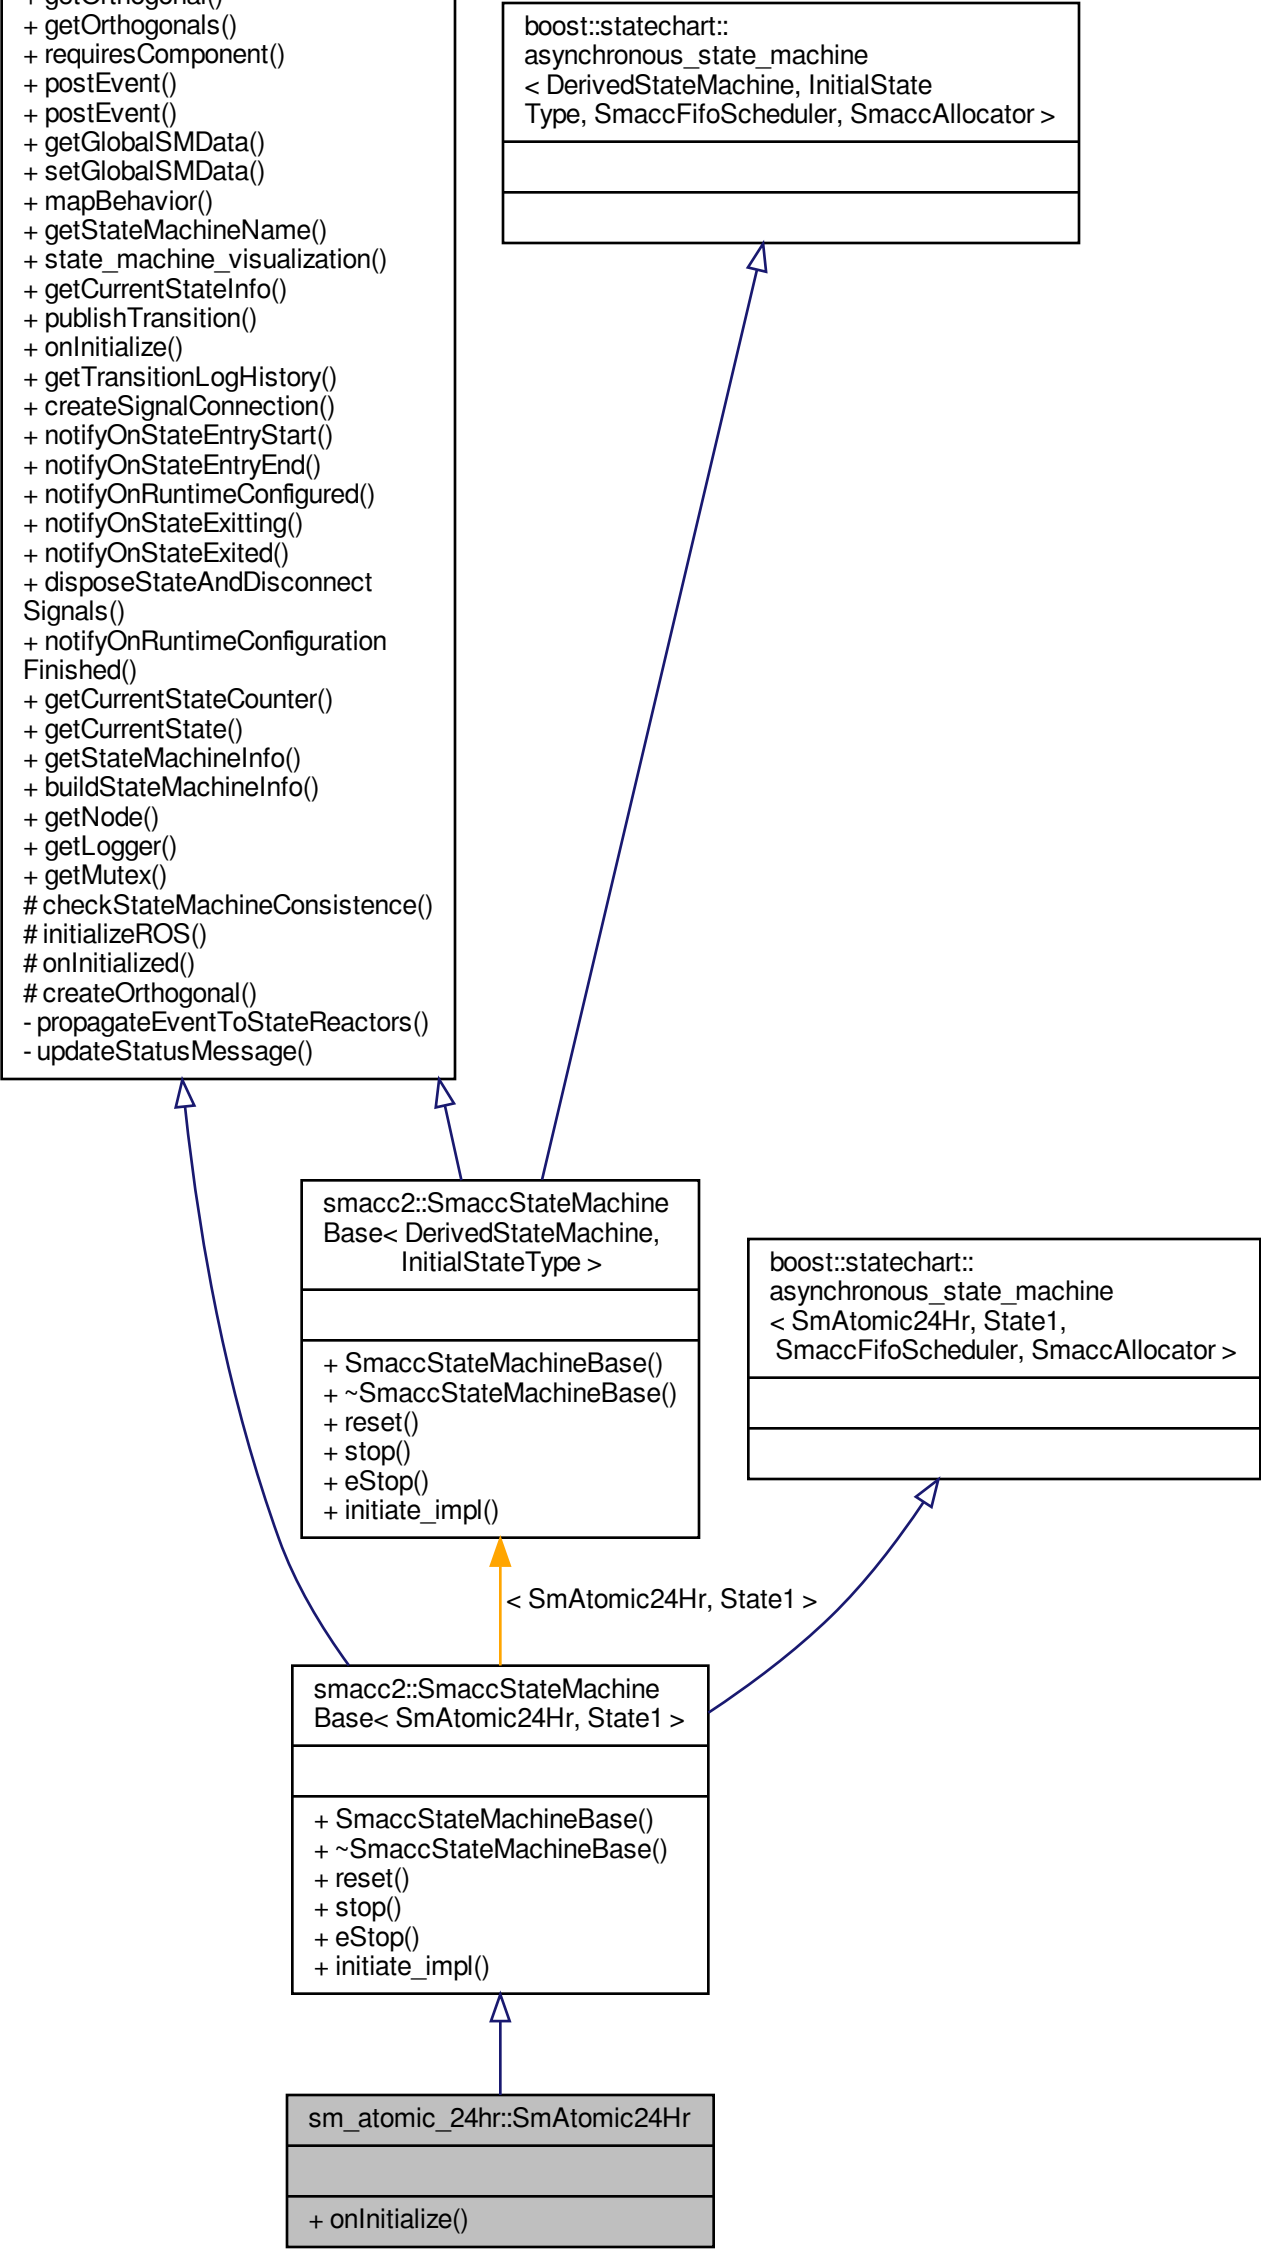 + getOrthogonal()
+ getOrthogonals()
+ requiresComponent()
+ postEvent()
+ postEvent()
+ getGlobalSMData()
+ setGlobalSMData()
+ mapBehavior()
+ getStateMachineName()
+ state_machine_visualization()
+ getCurrentStateInfo()
+ publishTransition()
+ onInitialize()
+ getTransitionLogHistory()
+ createSignalConnection()
+ notifyOnStateEntryStart()
+ notifyOnStateEntryEnd()
+ notifyOnRuntimeConfigured()
+ notifyOnStateExitting()
+ notifyOnStateExited()
+ disposeStateAndDisconnect
Signals()
+ notifyOnRuntimeConfiguration
Finished()
+ getCurrentStateCounter()
+ getCurrentState()
+ getStateMachineInfo()
+ buildStateMachineInfo()
+ getNode()
+ getLogger()
+ getMutex()
# checkStateMachineConsistence()
# initializeROS()
# onInitialized()
# createOrthogonal()
- propagateEventToStateReactors()
- updateStatusMessage()
boost::statechart::
asynchronous_state_machine
< DerivedStateMachine, InitialState
Type, SmaccFifoScheduler, SmaccAllocator >
smacc2::SmaccStateMachine
Base< DerivedStateMachine,
InitialStateType >
+ SmaccStateMachineBase()
+ ~SmaccStateMachineBase()
+ reset()
+ stop()
+ eStop()
+ initiate_impl()
boost::statechart::
asynchronous_state_machine
< SmAtomic24Hr, State1,
SmaccFifoScheduler, SmaccAllocator >
< SmAtomic24Hr, State1 >
smacc2::SmaccStateMachine
Base< SmAtomic24Hr, State1 >
+ SmaccStateMachineBase()
+ ~SmaccStateMachineBase()
+ reset()
+ stop()
+ eStop()
+ initiate_impl()
sm_atomic_24hr::SmAtomic24Hr
+ onInitialize()